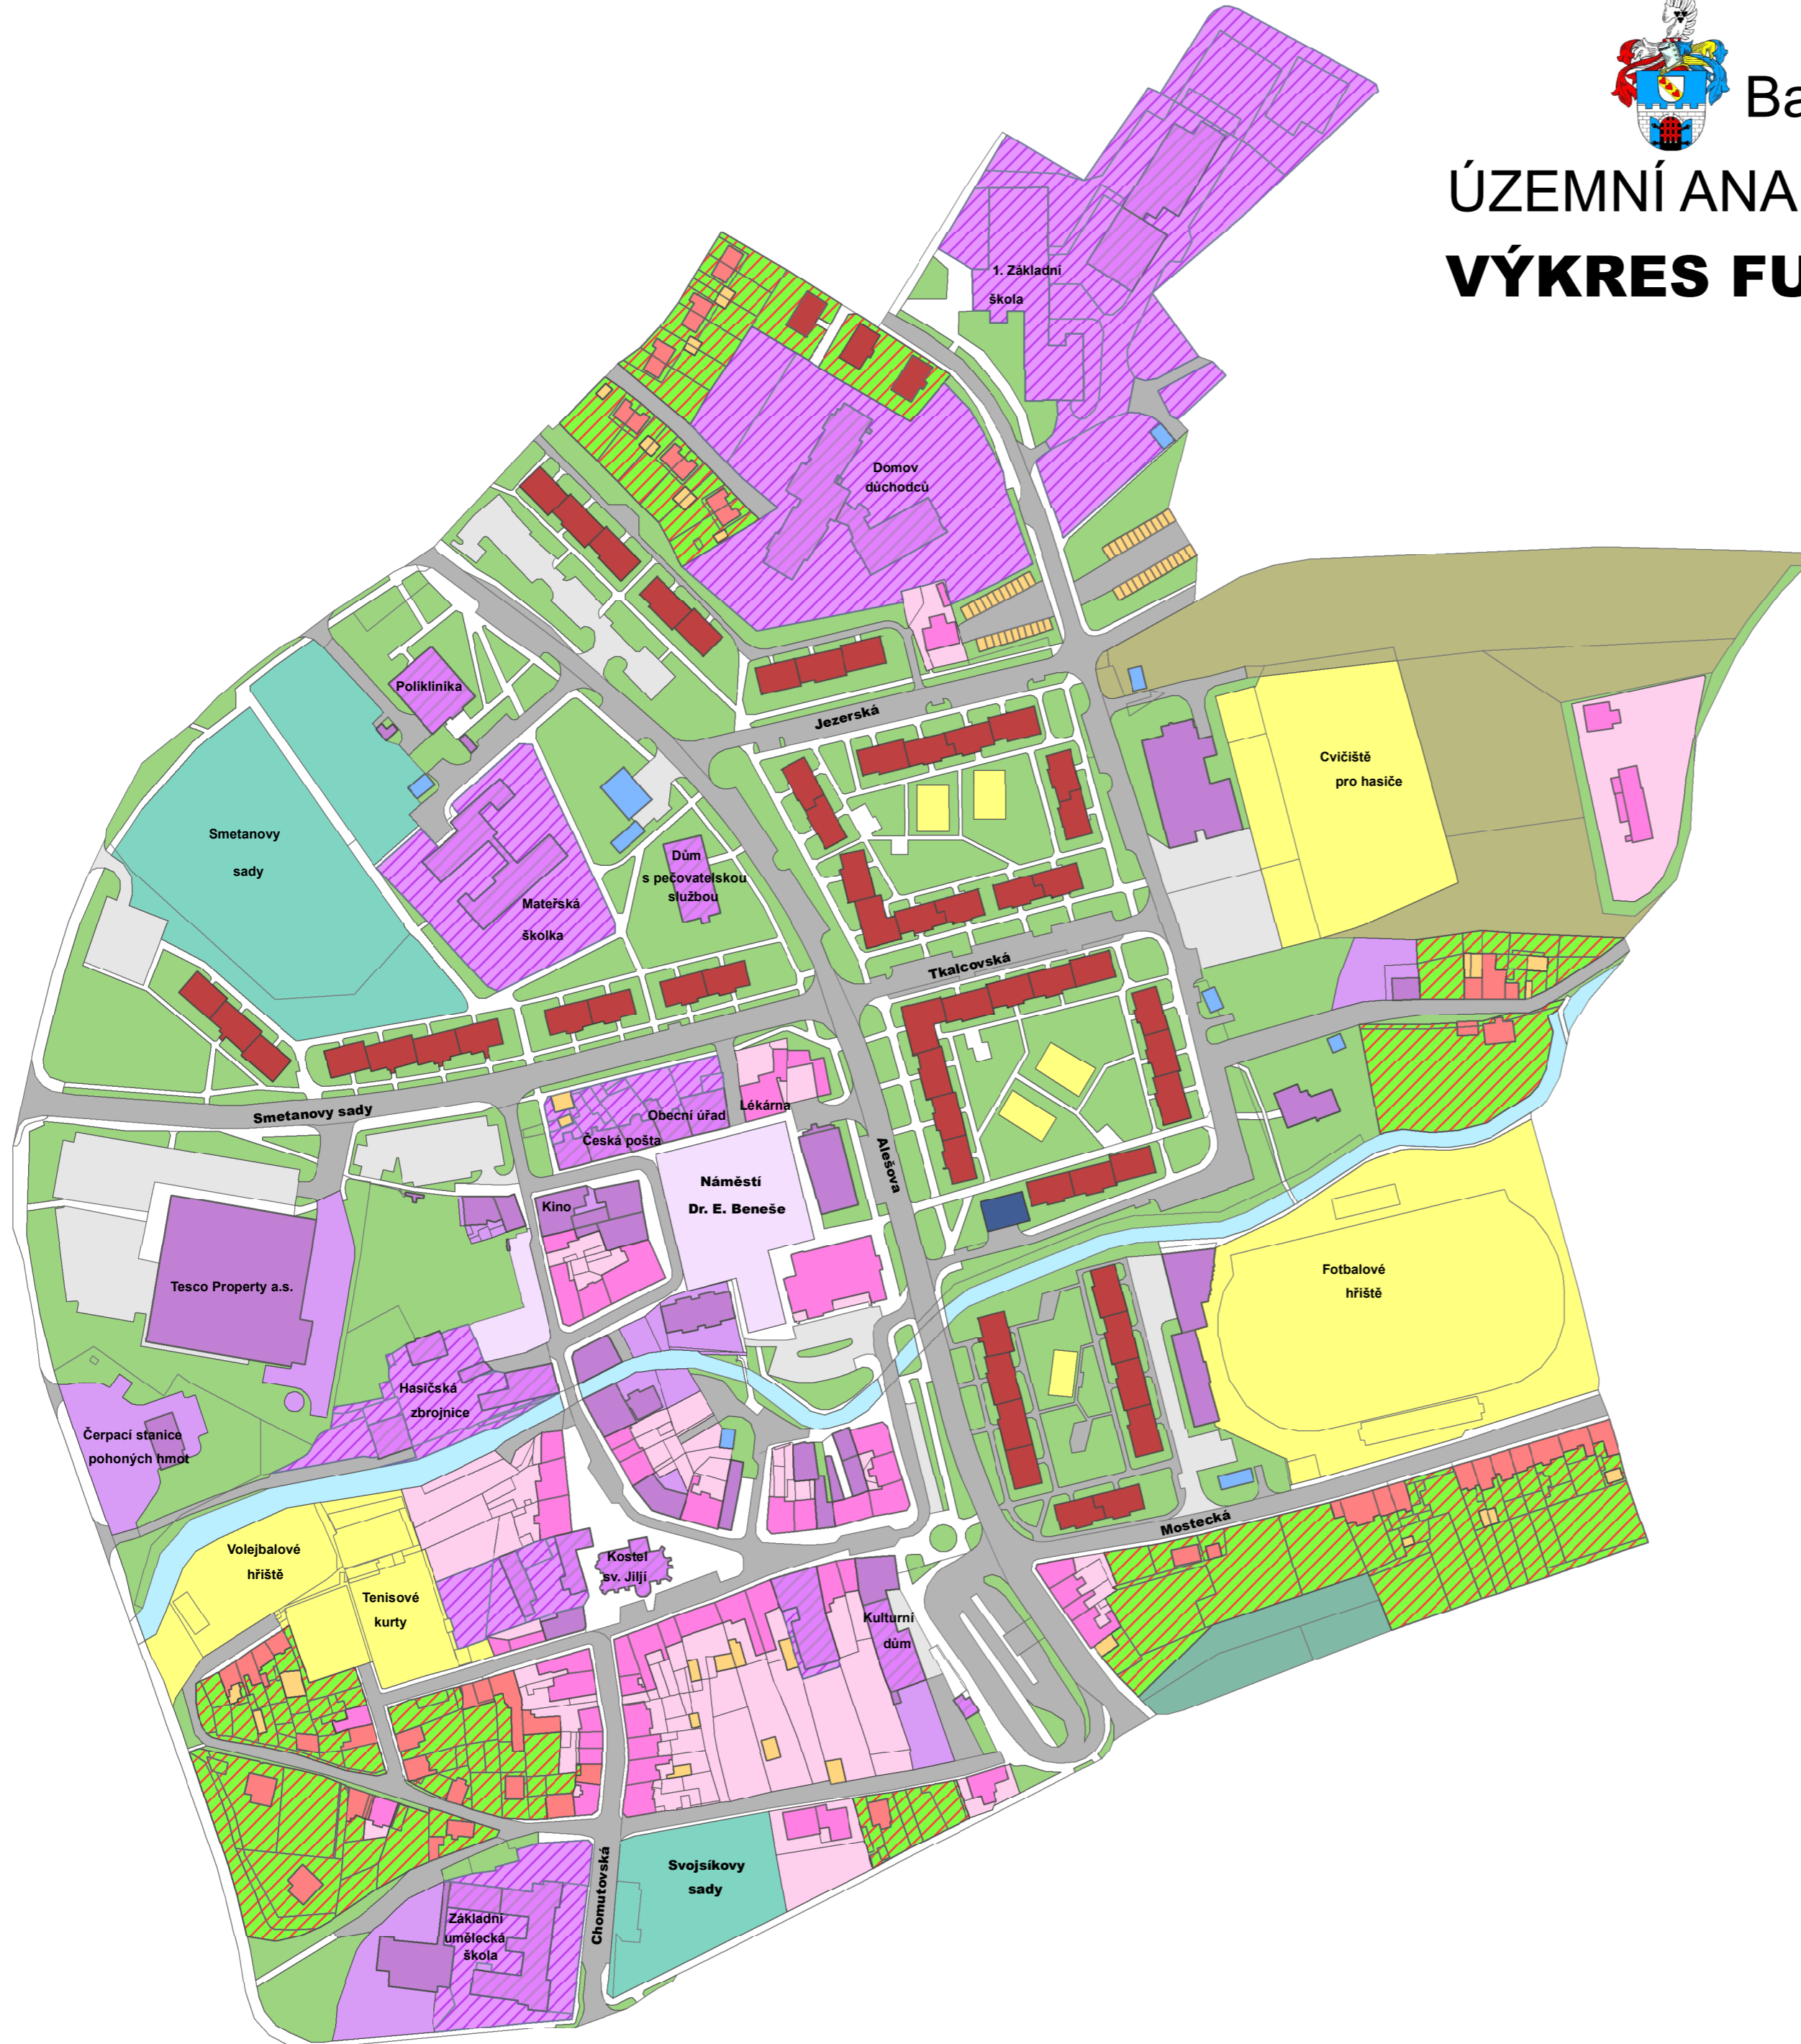 Ba
ÚZEMNÍ ANA
VÝKRES FU
1. Základní
škola
Domov
důchodců
Poliklinika
Jezerská
Cvičiště
pro hasiče
Smetanovy
sady
Dům
s pečovatelskou
službou
Mateřská
školka
Tkalcovská
Smetanovy sady
Obecní úřad
Lékárna
Česká pošta
Alešova
Náměstí
Dr. E. Beneše
Kino
Tesco Property a.s.
Fotbalové
hřiště
Hasičská
zbrojnice
Čerpací stanice
pohoných hmot
Mostecká
Volejbalové
hřiště
Kostel
sv. Jiljí
Tenisové
kurty
Kulturní
dům
Svojsíkovy
sady
Chomutovská
Základní
umělecká
škola